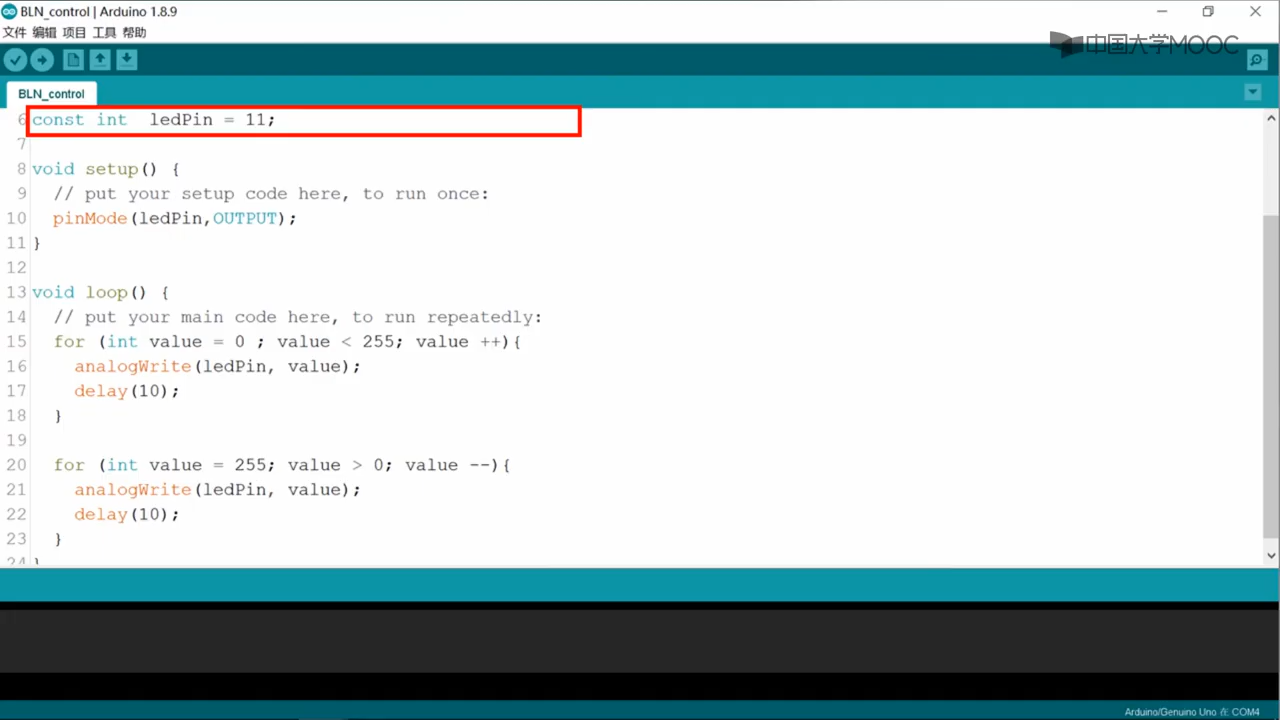 BLN_control | Arduino 1.8.9
文件 编辑 项目 工具 帮助
中国大学MOOC
BLN_control
6 const int  ledPin = 11;
7
8 void setup() {
9   // put your setup code here, to run once:
10   pinMode(ledPin,OUTPUT);
11 }
12
13 void loop() {
14   // put your main code here, to run repeatedly:
15   for (int value = 0 ; value < 255; value ++){
16     analogWrite(ledPin, value);
17     delay(10);
18   }
19
20   for (int value = 255; value > 0; value --){
21     analogWrite(ledPin, value);
22     delay(10);
23   }
24 }
Arduino/Genuino Uno 在 COM4